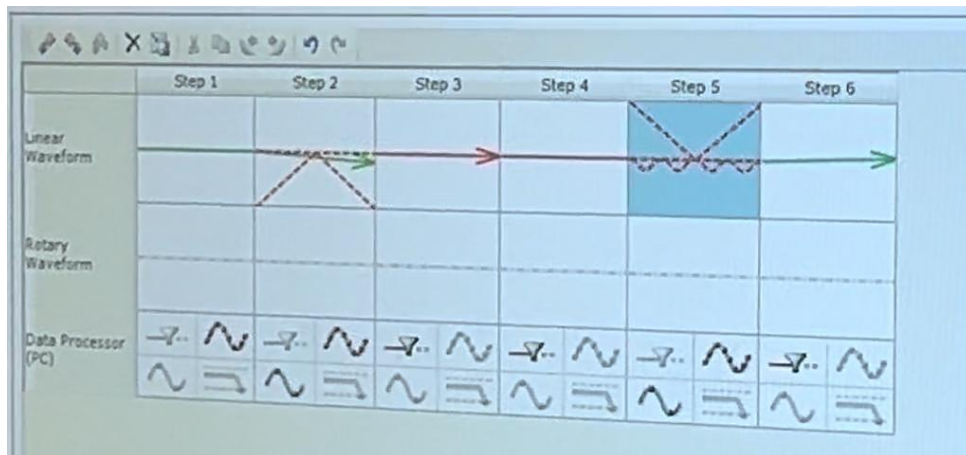 Step 1 Step 2 Step 3 Step 4 Step 5 Step 6
Linear
Waveform
Rotary
Waveform
Data Processor
(PC)